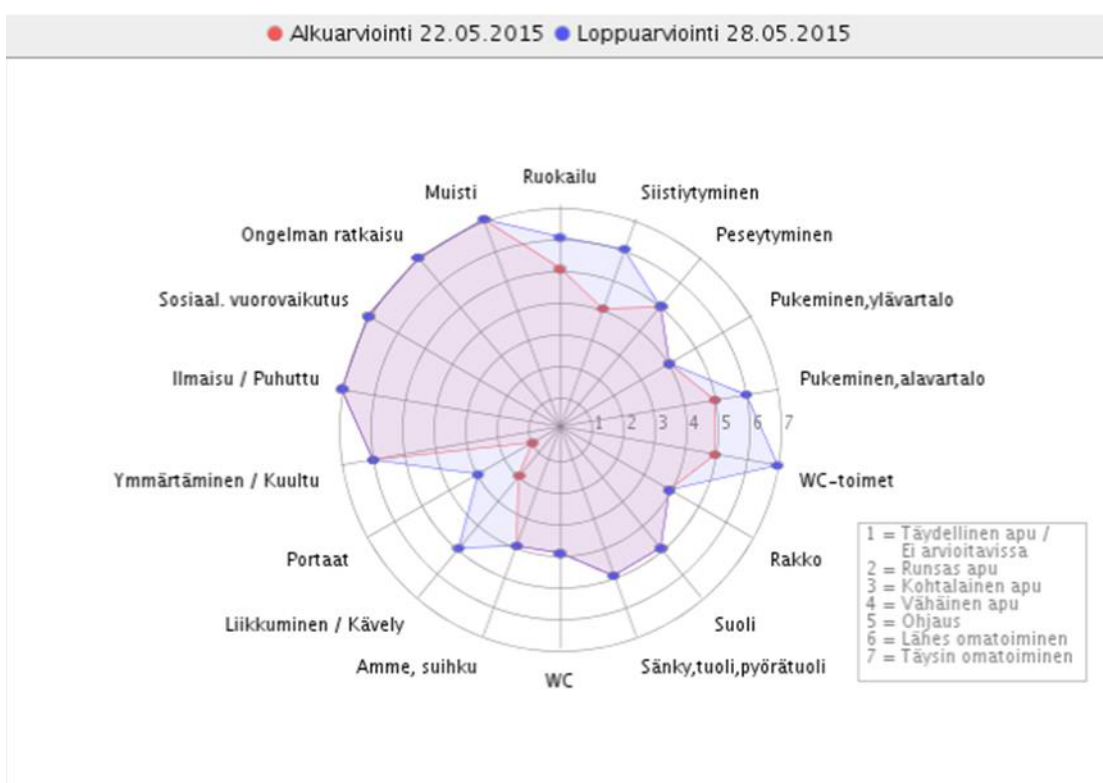 Alkuarviointi 22.05.2015 Loppuarviointi 28.05.2015
Ruokailu
Siistiytyminen
Peseytyminen
Pukeminen,ylävartalo
Pukeminen,alavartalo
WC-toimet
Rakko
Suoli
Sänky,tuoli,pyörätuoli
WC
Amme, suihku
Liikkuminen / Kävely
Portaat
Ymmärtäminen / Kuultu
Ilmaisu / Puhuttu
Sosiaal. vuorovaikutus
Ongelman ratkaisu
Muisti
1 2 3 4 5 6 7
1 = Täydellinen apu /
Ei arvioitavissa
2 = Runsas apu
3 = Kohtalainen apu
4 = Vähäinen apu
5 = Ohjaus
6 = Lähes omatoiminen
7 = Täysin omatoiminen